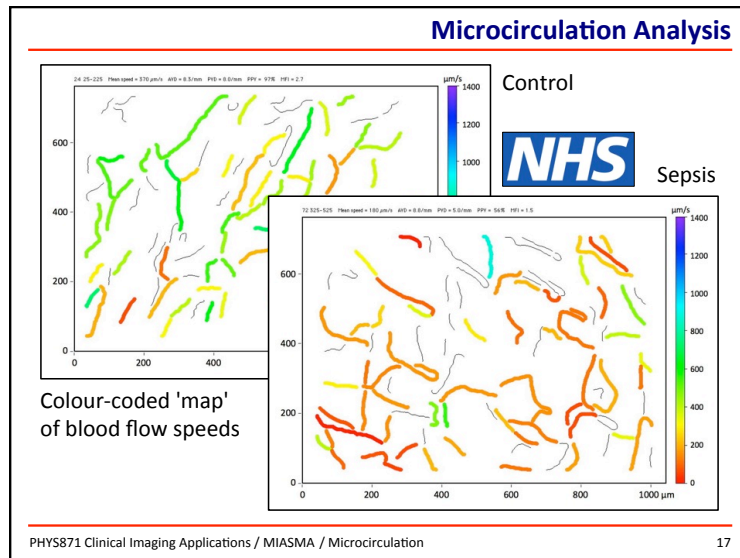 Microcirculation Analysis
24 25-225 Mean speed = 370 µm/s AVD = 8.3/mm PVD = 8.0/mm PPV = 97% MFI = 2.7
µm/s
Control
1400
1000
600
400
200
0
0 200 400
NHS
Sepsis
72 325-525 Mean speed = 180 µm/s AVD = 8.8/mm PVD = 5.0/mm PPV = 56% MFI = 1.5
µm/s
1400
1200
1000
800
600
400
200
0
600
400
200
0
0 200 400 600 800 1000 µm
Colour-coded 'map'
of blood flow speeds
PHYS871 Clinical Imaging Applications / MIASMA / Microcirculation 17